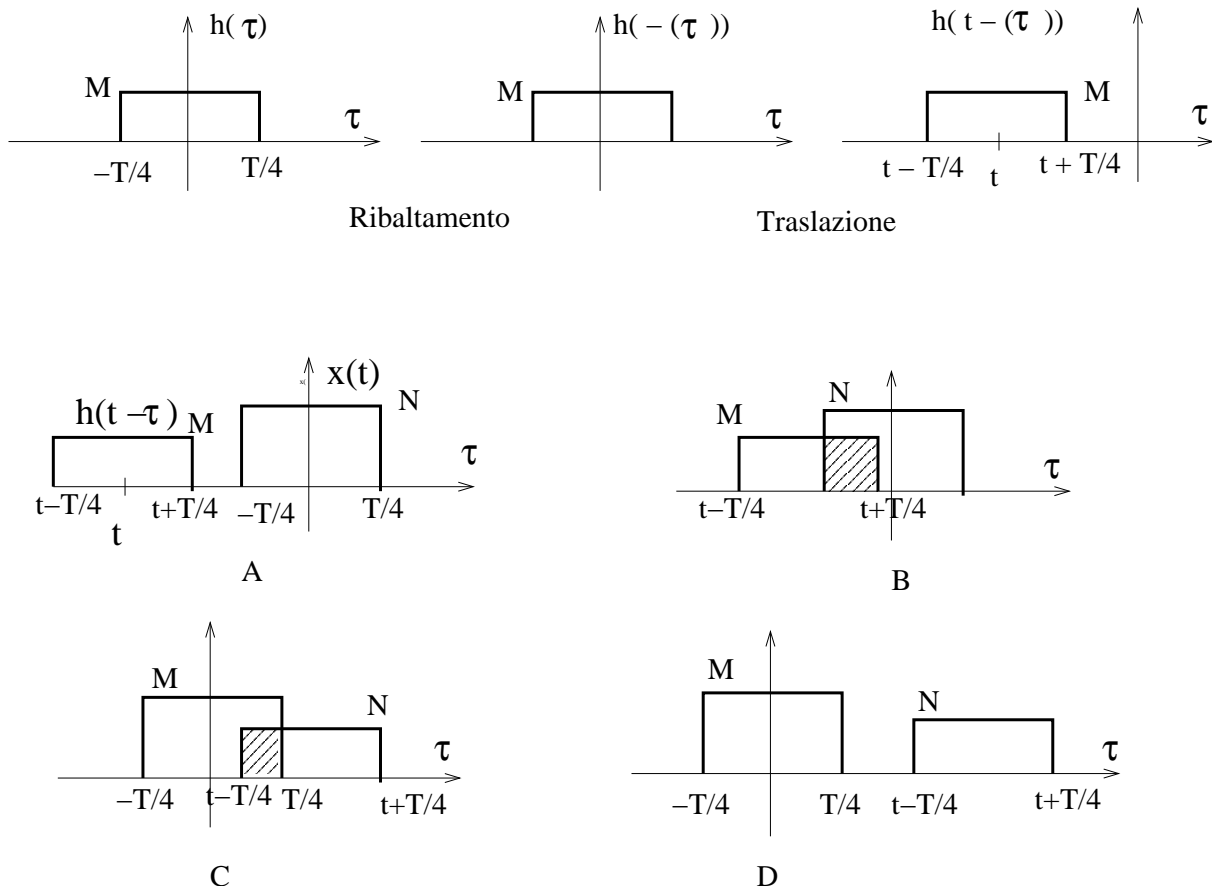 h( τ)
h( − (τ ))
h( t − (τ ))
M
M
M
τ
τ
τ
−T/4
T/4
t − T/4
t
t + T/4
Ribaltamento
Traslazione
x(
x(t)
h(t −τ )
M
N
τ
t−T/4
t
t+T/4
−T/4
T/4
A
M
N
τ
t−T/4
t+T/4
B
M
N
τ
−T/4
t−T/4
T/4
t+T/4
C
M
N
τ
−T/4
T/4
t−T/4
t+T/4
D